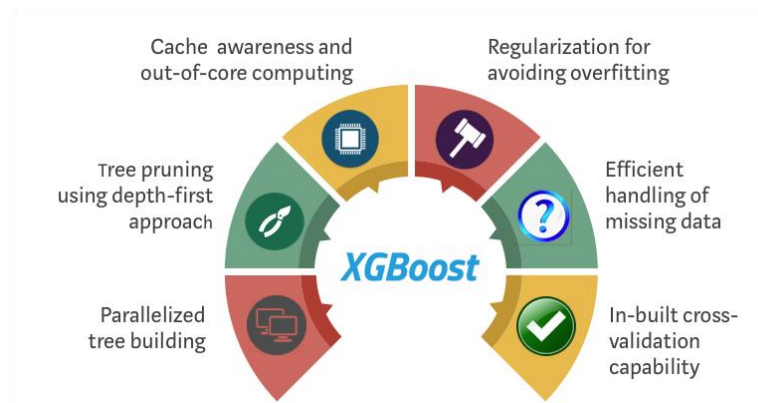 Cache awareness and
out-of-core computing
Regularization for
avoiding overfitting
Tree pruning
using depth-first
approach
Efficient
handling of
missing data
?
XGBoost
Parallelized
tree building
In-built cross-
validation
capability